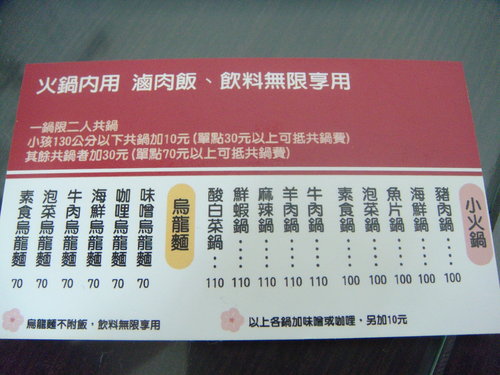 火鍋內用 滷肉飯、飲料無限享用
一鍋限二人共鍋
小孩130公分以下共鍋加10元(單點30元以上可抵共鍋費)
其餘共鍋者加30元(單點70元以上可抵共鍋費)
小火鍋
豬肉鍋…100
海鮮鍋…100
魚片鍋…100
泡菜鍋…100
素食鍋…100
牛肉鍋…110
羊肉鍋…110
麻辣鍋…110
鮮蝦鍋…110
酸白菜鍋…110
烏龍麵
味噌烏龍麵 70
咖哩烏龍麵 70
海鮮烏龍麵 70
牛肉烏龍麵 70
泡菜烏龍麵 70
素食烏龍麵 70
以上各鍋加味噌或咖哩,另加10元
烏龍麵不附飯,飲料無限享用